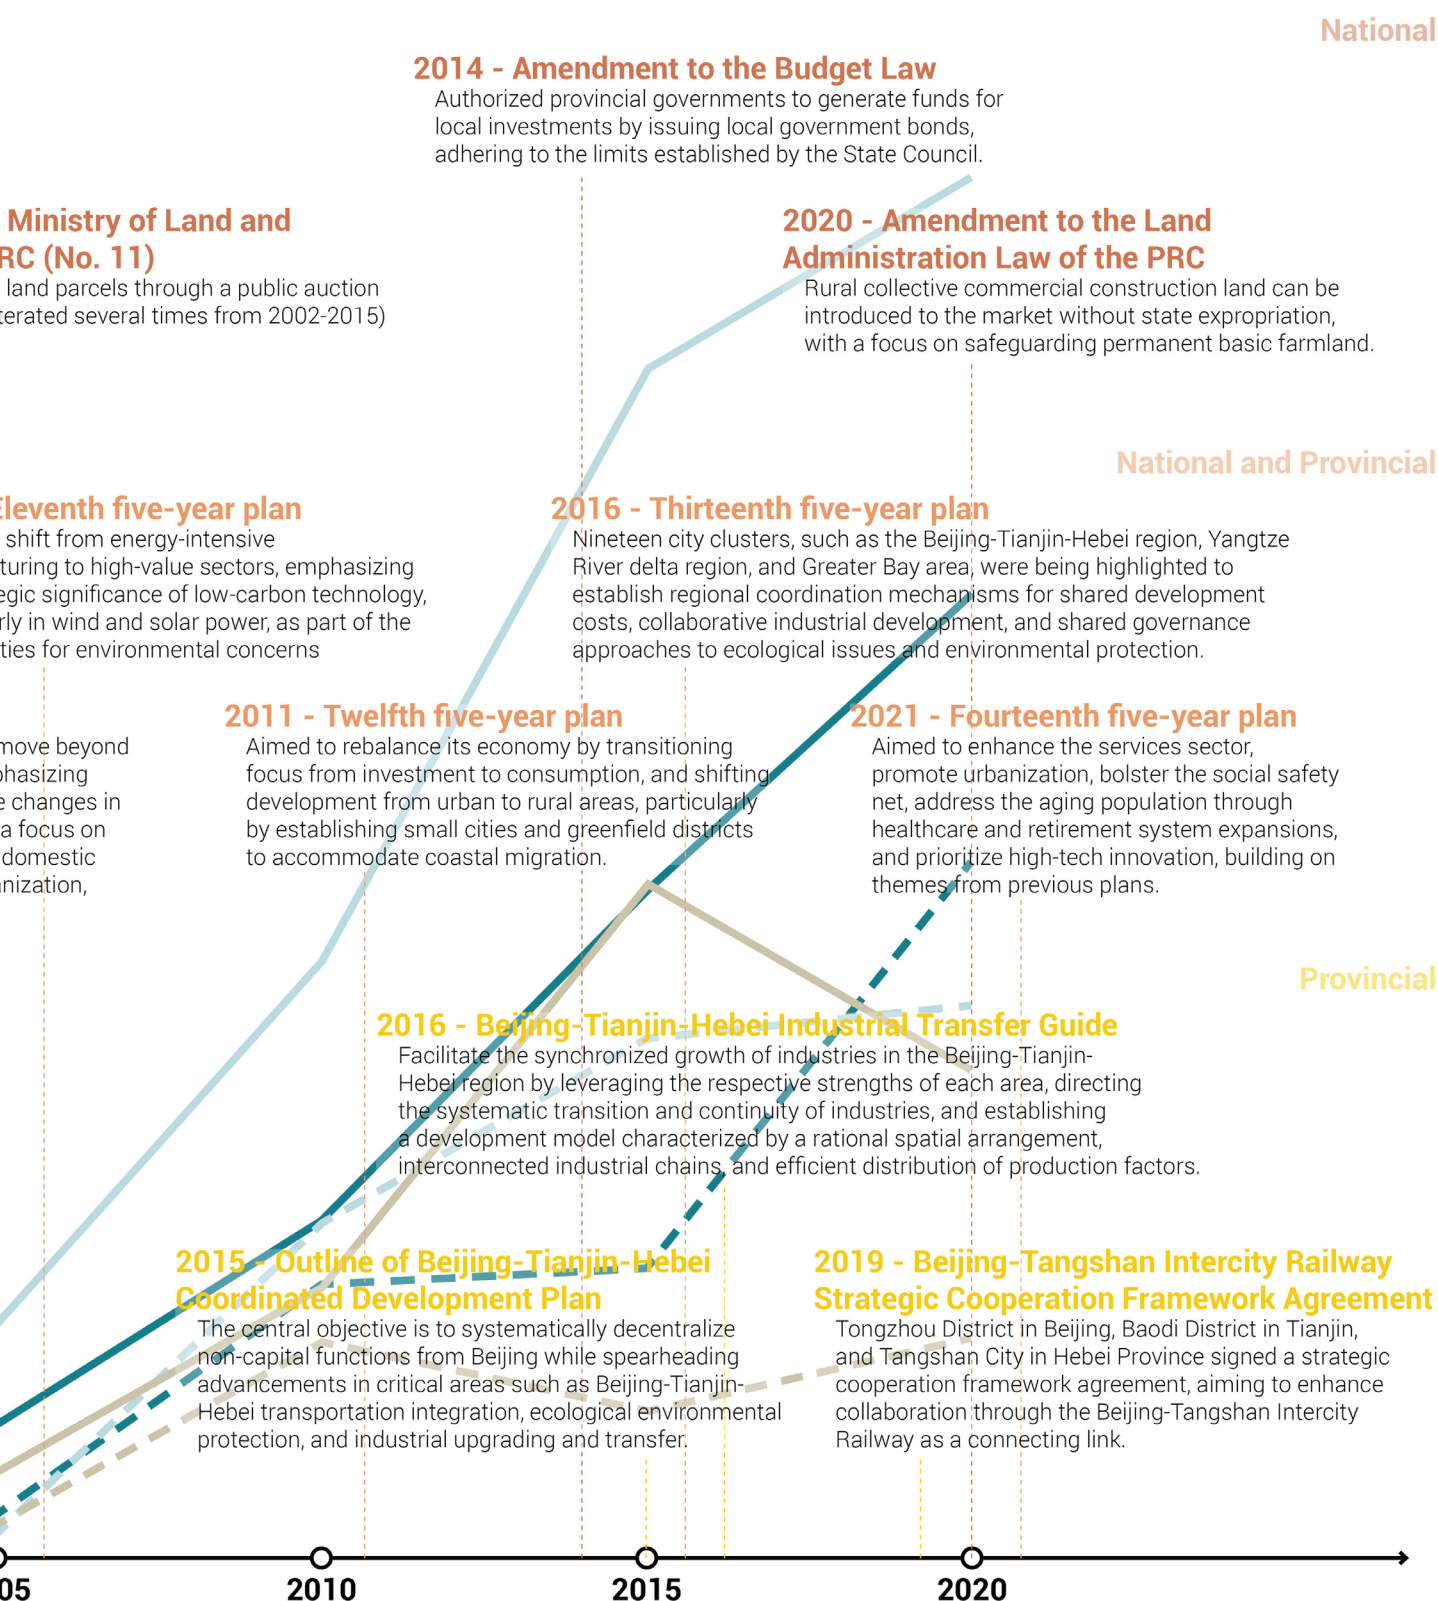 National
2014 - Amendment to the Budget Law
Authorized provincial governments to generate funds for
local investments by issuing local government bonds,
adhering to the limits established by the State Council.
Ministry of Land and
RC (No. 11)
land parcels through a public auction
terated several times from 2002-2015)
2020 - Amendment to the Land
Administration Law of the PRC
Rural collective commercial construction land can be
introduced to the market without state expropriation,
with a focus on safeguarding permanent basic farmland.
National and Provincial
Eleventh five-year plan
shift from energy-intensive
turing to high-value sectors, emphasizing
egic significance of low-carbon technology,
rly in wind and solar power, as part of the
ties for environmental concerns
2016 - Thirteenth five-year plan
Nineteen city clusters, such as the Beijing-Tianjin-Hebei region, Yangtze
River delta region, and Greater Bay area, were being highlighted to
establish regional coordination mechanisms for shared development
costs, collaborative industrial development, and shared governance
approaches to ecological issues and environmental protection.
move beyond
phasizing
e changes in
a focus on
domestic
anization,
2011 - Twelfth five-year plan
Aimed to rebalance its economy by transitioning
focus from investment to consumption, and shifting
development from urban to rural areas, particularly
by establishing small cities and greenfield districts
to accommodate coastal migration.
2021 - Fourteenth five-year plan
Aimed to enhance the services sector,
promote urbanization, bolster the social safety
net, address the aging population through
healthcare and retirement system expansions,
and prioritize high-tech innovation, building on
themes from previous plans.
Provincial
2016 - Beijing-Tianjin-Hebei Industrial Transfer Guide
Facilitate the synchronized growth of industries in the Beijing-Tianjin-
Hebei region by leveraging the respective strengths of each area, directing
the systematic transition and continuity of industries, and establishing
a development model characterized by a rational spatial arrangement,
interconnected industrial chains, and efficient distribution of production factors.
2015 - Outline of Beijing-Tianjin-Hebei
Coordinated Development Plan
The central objective is to systematically decentralize
non-capital functions from Beijing while spearheading
advancements in critical areas such as Beijing-Tianjin-
Hebei transportation integration, ecological environmental
protection, and industrial upgrading and transfer.
2019 - Beijing-Tangshan Intercity Railway
Strategic Cooperation Framework Agreement
Tongzhou District in Beijing, Baodi District in Tianjin,
and Tangshan City in Hebei Province signed a strategic
cooperation framework agreement, aiming to enhance
collaboration through the Beijing-Tangshan Intercity
Railway as a connecting link.
05
2010
2015
2020